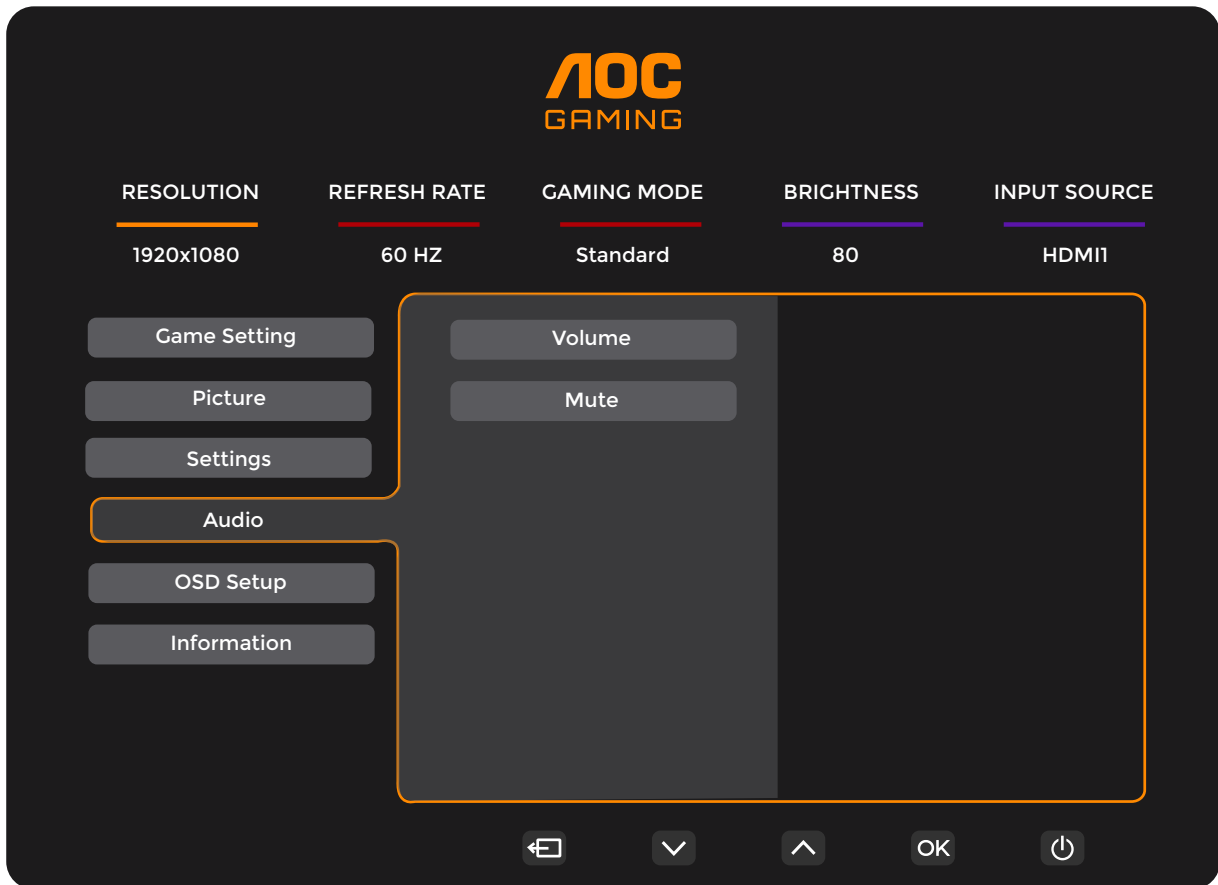 AOC
GAMING
RESOLUTION REFRESH RATE GAMING MODE BRIGHTNESS INPUT SOURCE
1920x1080 60 HZ Standard 80 HDMI1
Game Setting Volume
Picture Mute
Settings
Audio
OSD Setup
Information
OK